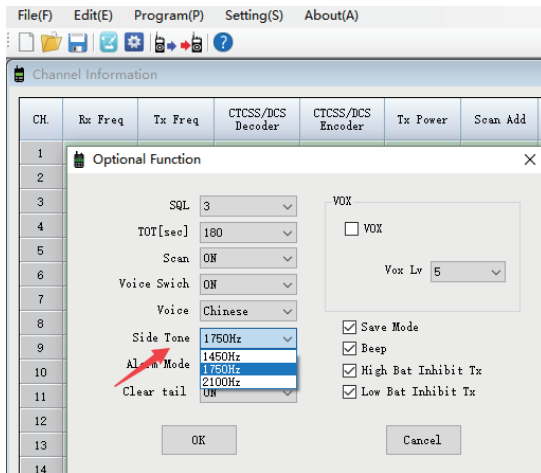 File(F) Edit(E) Program(P) Setting(S) About(A)
Channel Information
CH. Rx Freq Tx Freq CTCSS/DCS Decoder CTCSS/DCS Encoder Tx Power Scan Add
1
2
3
4
5
6
7
8
9
10
11
12
13
14
Optional Function
SQL 3
TOT[sec] 180
Scan ON
Voice Swich ON
Voice Chinese
Side Tone 1750Hz
1450Hz
1750Hz
2100Hz
Alarm Mode
Clear tail ON
VOX
VOX
Vox Lv 5
Save Mode
Beep
High Bat Inhibit Tx
Low Bat Inhibit Tx
OK
Cancel